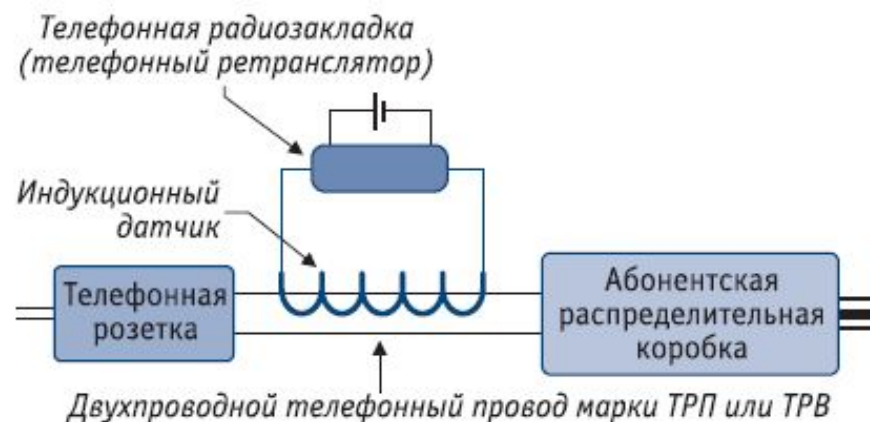 Телефонная радиозакладка
(телефонный ретранслятор)
Индукционный
датчик
Телефонная
розетка
Абонентская
распределительная
коробка
Двухпроводной телефонный провод марки ТРП или ТРВ